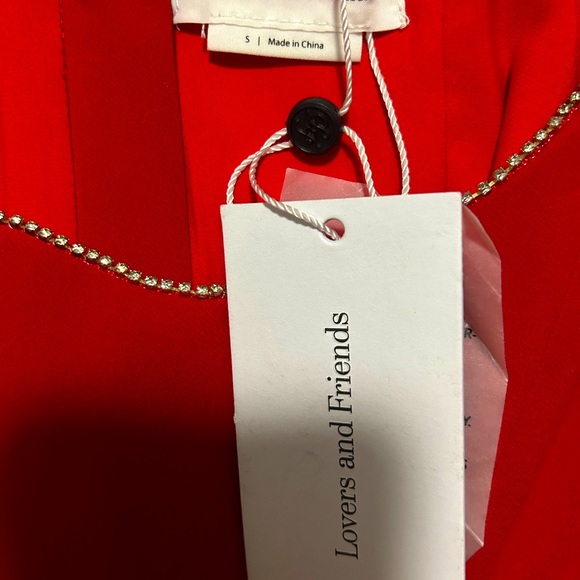 S | Made in China
Lovers and Friends